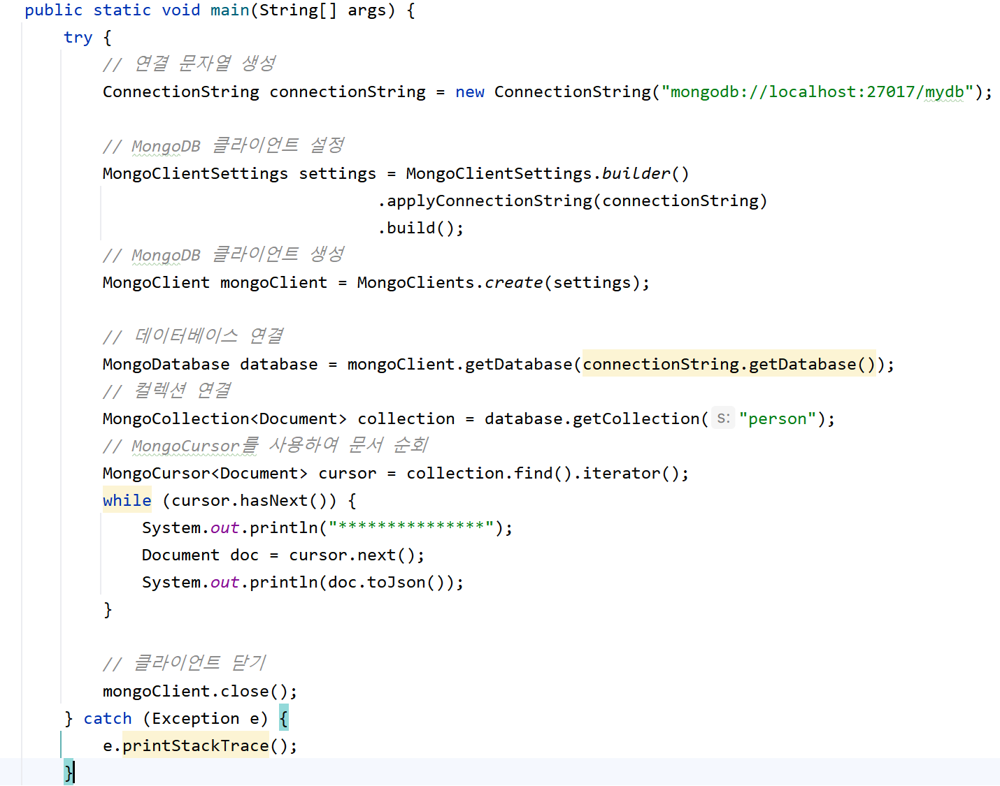 public static void main(String[] args) {
try {
// 연결 문자열 생성
ConnectionString connectionString = new ConnectionString("mongodb://localhost:27017/mydb");
// MongoDB 클라이언트 설정
MongoClientSettings settings = MongoClientSettings.builder()
.applyConnectionString(connectionString)
.build();
// MongoDB 클라이언트 생성
MongoClient mongoClient = MongoClients.create(settings);
// 데이터베이스 연결
MongoDatabase database = mongoClient.getDatabase(connectionString.getDatabase());
// 컬렉션 연결
MongoCollection<Document> collection = database.getCollection( s: "person");
// MongoCursor를 사용하여 문서 순회
MongoCursor<Document> cursor = collection.find().iterator();
while (cursor.hasNext()) {
System.out.println("***************");
Document doc = cursor.next();
System.out.println(doc.toJson());
}
// 클라이언트 닫기
mongoClient.close();
} catch (Exception e) {
e.printStackTrace();
}